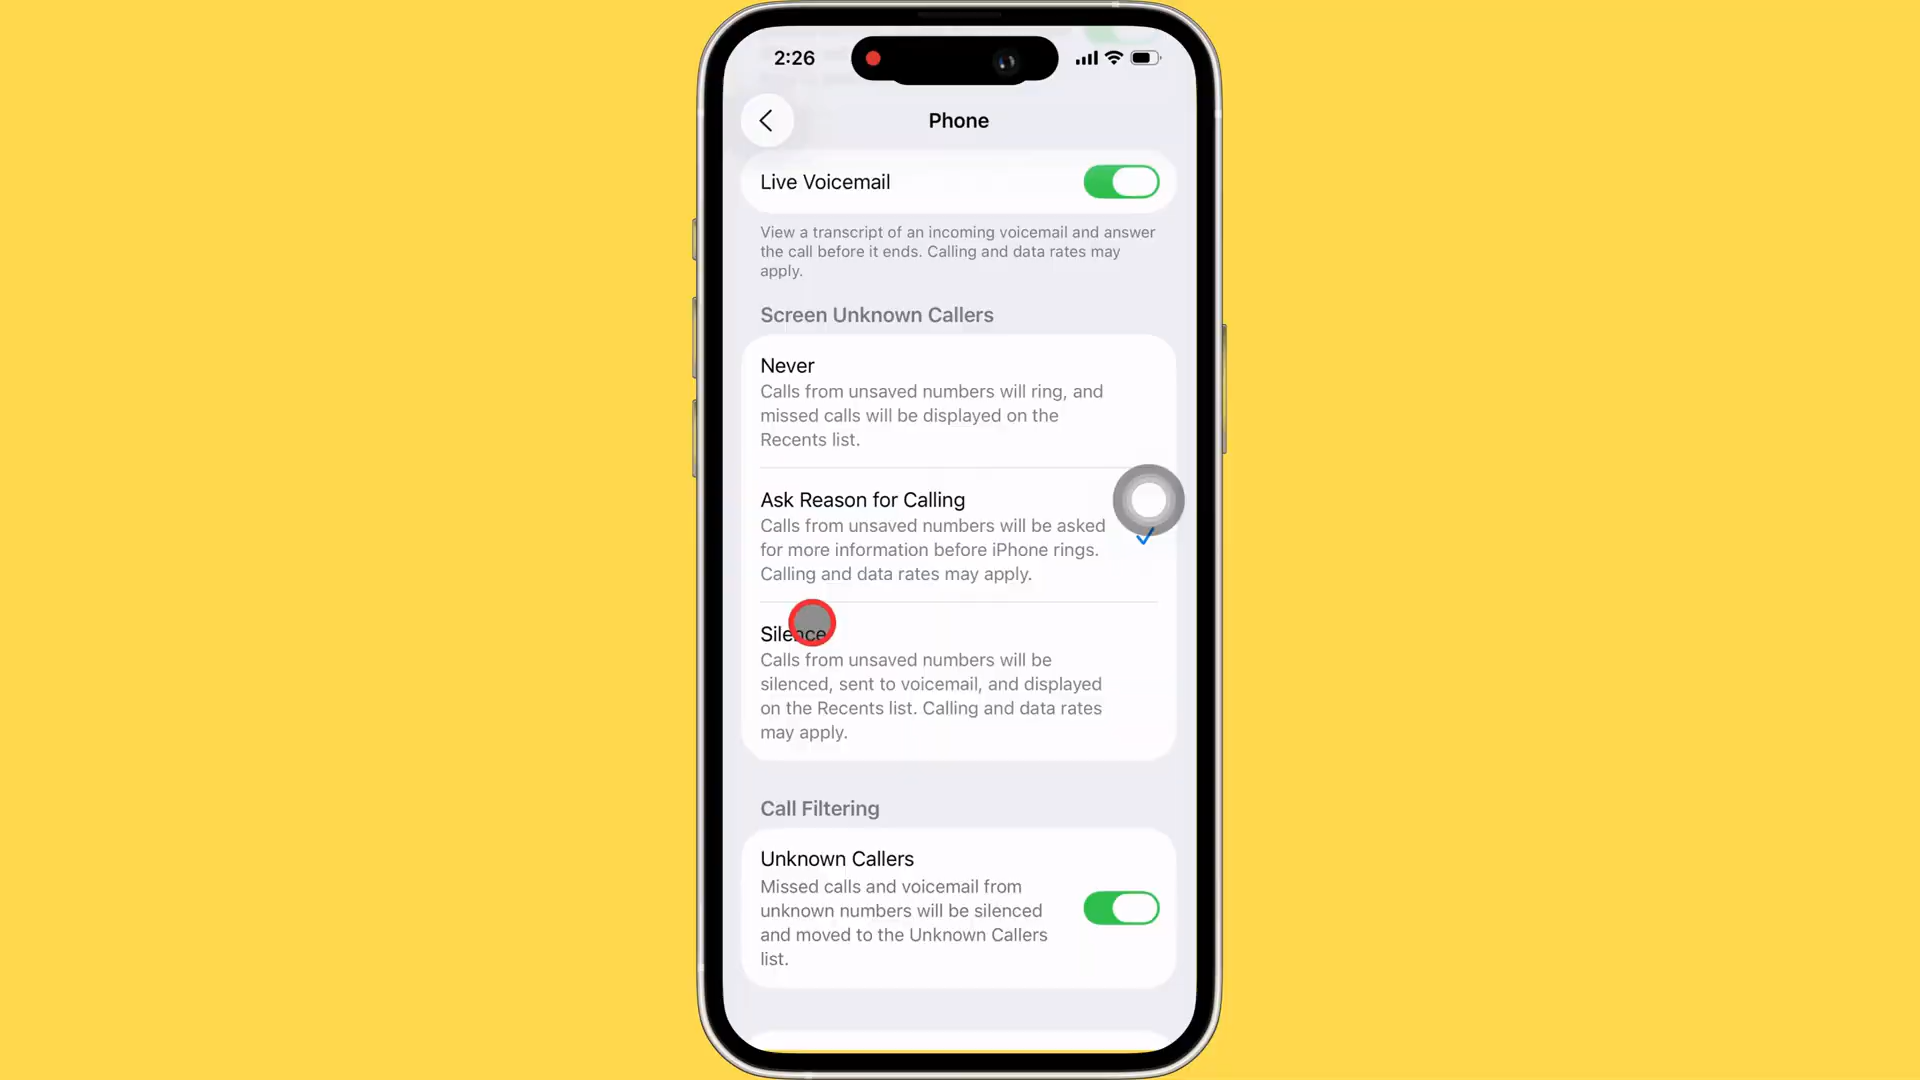 2:26
Phone
Live Voicemail
View a transcript of an incoming voicemail and answer
the call before it ends. Calling and data rates may
apply.
Screen Unknown Callers
Never
Calls from unsaved numbers will ring, and
missed calls will be displayed on the
Recents list.
Ask Reason for Calling
Calls from unsaved numbers will be asked
for more information before iPhone rings.
Calling and data rates may apply.
Silence
Calls from unsaved numbers will be
silenced, sent to voicemail, and displayed
on the Recents list. Calling and data rates
may apply.
Call Filtering
Unknown Callers
Missed calls and voicemail from
unknown numbers will be silenced
and moved to the Unknown Callers
list.